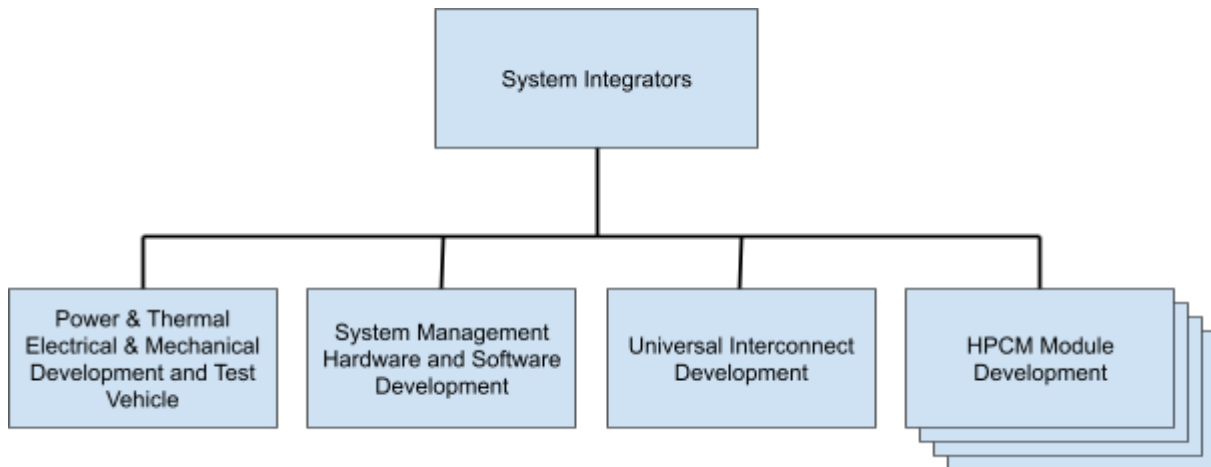 System Integrators
Power & Thermal
Electrical & Mechanical
Development and Test
Vehicle
System Management
Hardware and Software
Development
Universal Interconnect
Development
HPCM Module
Development